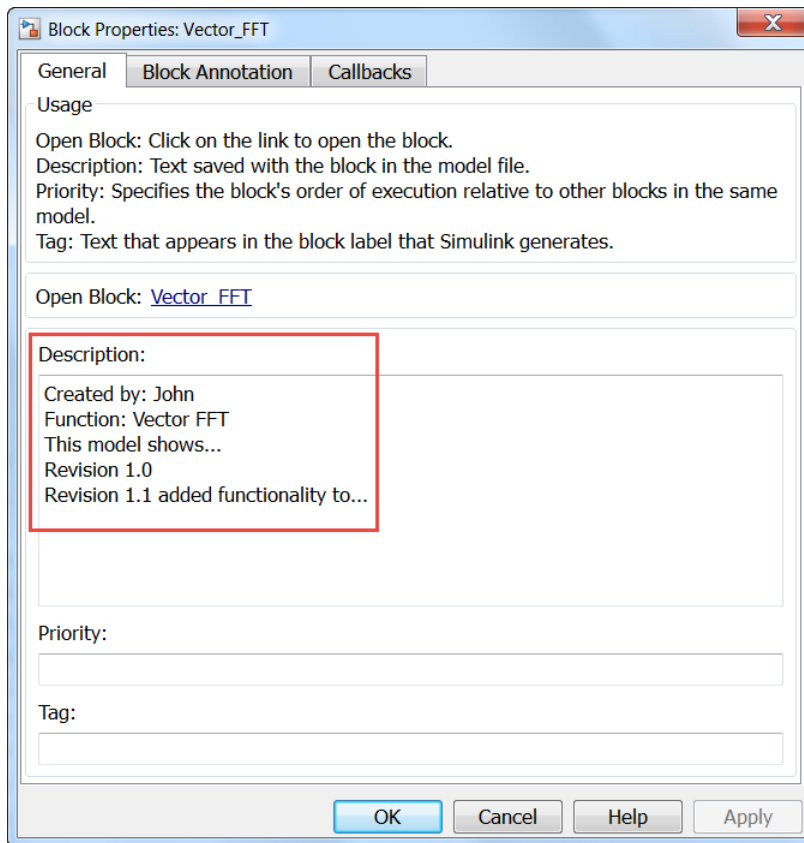 Block Properties: Vector_FFT
X
General
Block Annotation
Callbacks
Usage
Open Block: Click on the link to open the block.
Description: Text saved with the block in the model file.
Priority: Specifies the block's order of execution relative to other blocks in the same
model.
Tag: Text that appears in the block label that Simulink generates.
Open Block: Vector_FFT
Description:
Created by: John
Function: Vector FFT
This model shows...
Revision 1.0
Revision 1.1 added functionality to...
Priority:
Tag:
OK
Cancel
Help
Apply